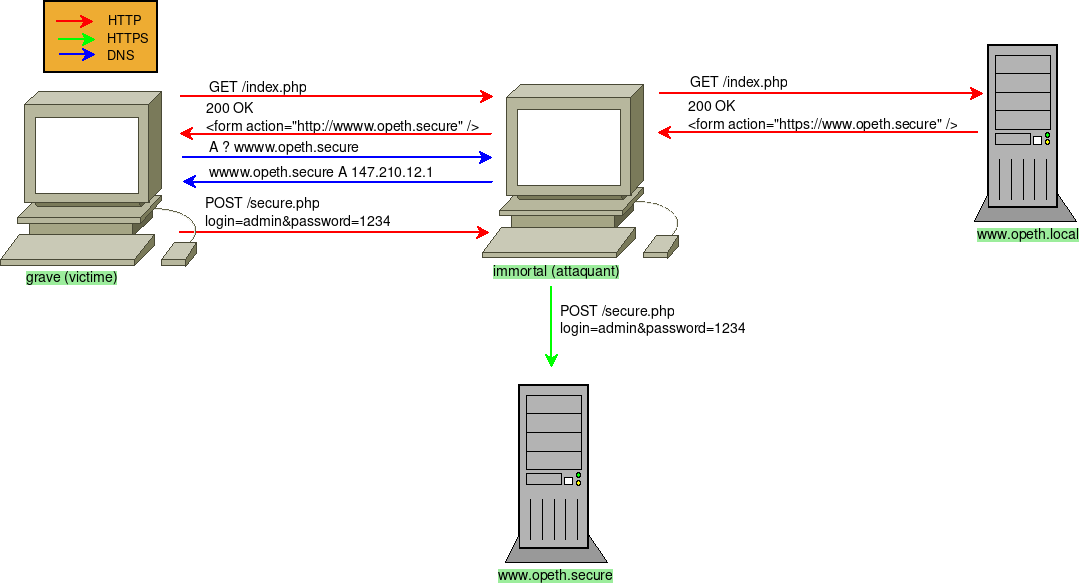 HTTP
HTTPS
DNS
GET /index.php
200 OK
<form action="http://wwww.opeth.secure" />
A ? wwww.opeth.secure
wwww.opeth.secure A 147.210.12.1
POST /secure.php
login=admin&password=1234
grave (victime)
GET /index.php
200 OK
<form action="https://www.opeth.secure" />
immortal (attaquant)
www.opeth.local
POST /secure.php
login=admin&password=1234
www.opeth.secure